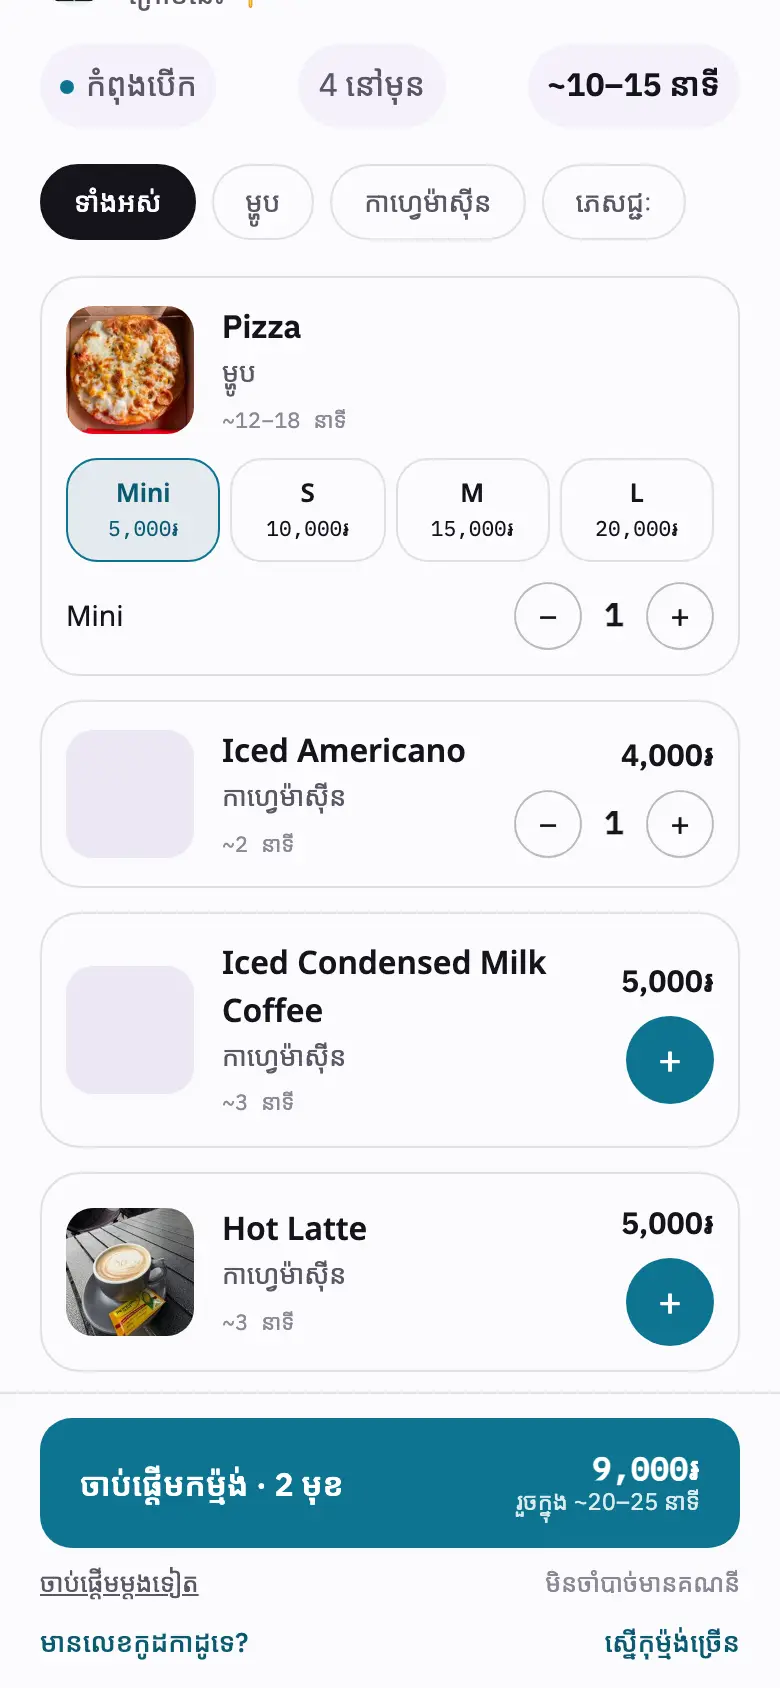 កំពុងបើក
4 នៅមុន
~10–15 នាទី
ទាំងអស់
ម្ហូប
កាហ្វេម៉ាស៊ីន
ភេសជ្ជៈ
Pizza
ម្ហូប
~12–18 នាទី
Mini
5,000៛
S
10,000៛
M
15,000៛
L
20,000៛
Mini
− 1 +
Iced Americano
4,000៛
កាហ្វេម៉ាស៊ីន
~2 នាទី
− 1 +
Iced Condensed Milk
Coffee
5,000៛
កាហ្វេម៉ាស៊ីន
~3 នាទី
+
Hot Latte
5,000៛
កាហ្វេម៉ាស៊ីន
~3 នាទី
+
ចាប់ផ្តើមកម្ម៉ង់ · 2 មុខ
9,000៛
រួចក្នុង ~20–25 នាទី
ចាប់ផ្តើមម្តងទៀត
មិនចាំបាច់មានគណនី
មានលេខកូដកាដូទេ?
ស្នើកុម្ម៉ង់ច្រើន